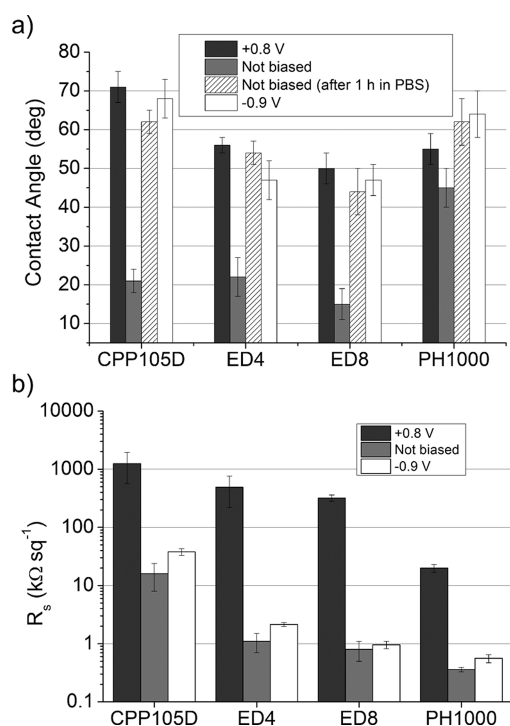 a)
+0.8 V
Not biased
Not biased (after 1 h in PBS)
-0.9 V
Contact Angle (deg)
70
60
50
40
30
20
10
CPP105D ED4 ED8 PH1000
b)
+0.8 V
Not biased
-0.9 V
Rs (kΩ sq-1)
10000
1000
100
10
1
0.1
CPP105D ED4 ED8 PH1000